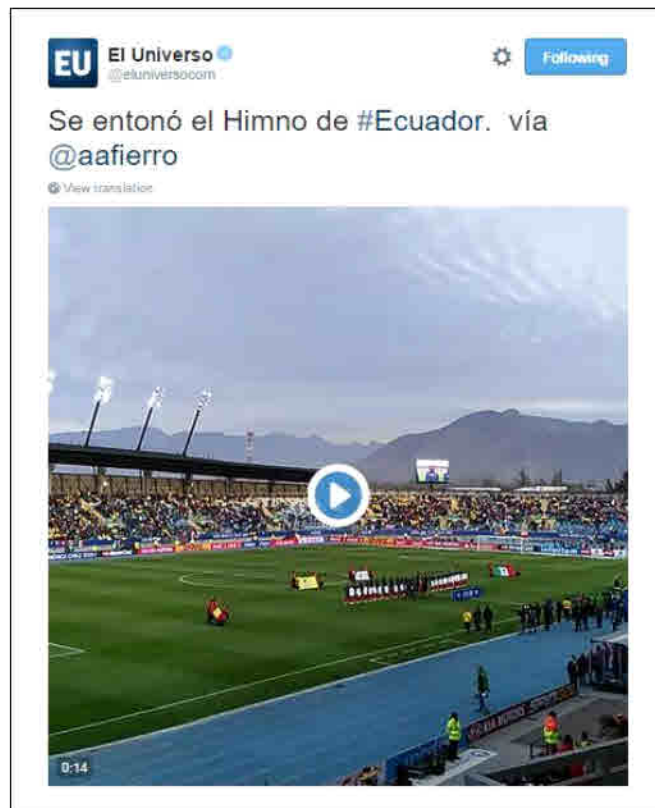 EU
El Universo
@eluniversocom
Following
Se entonó el Himno de #Ecuador. vía
@aafierro
View translation
0:14